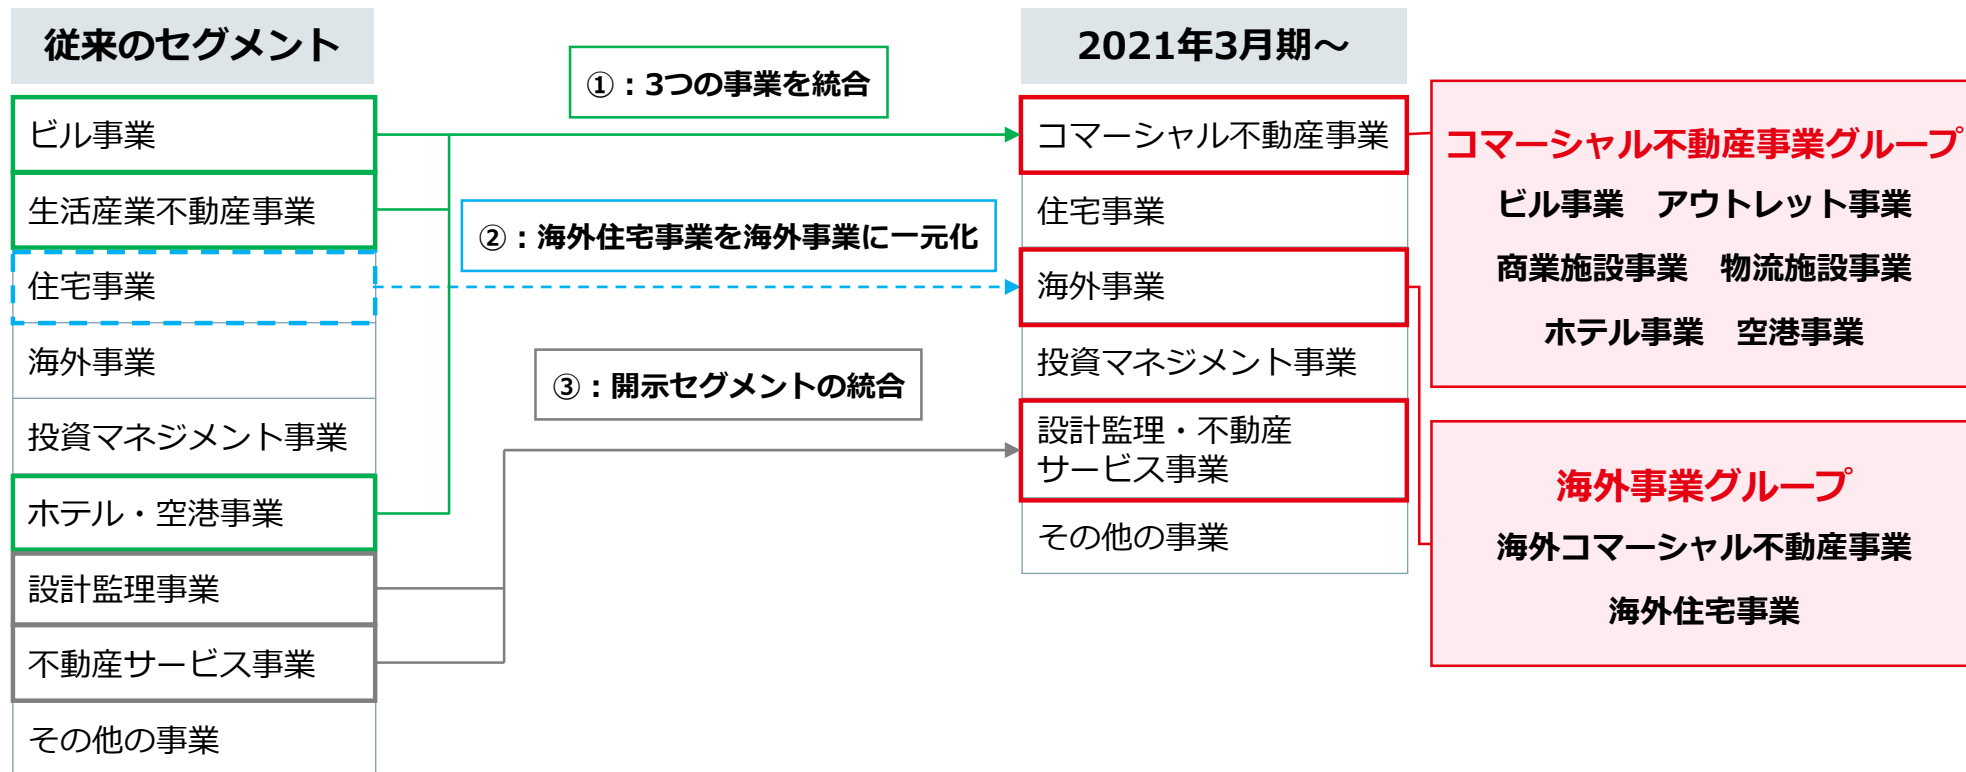 従来のセグメント
ビル事業
生活産業不動産事業
住宅事業
海外事業
投資マネジメント事業
ホテル・空港事業
設計監理事業
不動産サービス事業
その他の事業
①：3つの事業を統合
②：海外住宅事業を海外事業に一元化
③：開示セグメントの統合
2021年3月期～
コマーシャル不動産事業
住宅事業
海外事業
投資マネジメント事業
設計監理・不動産
サービス事業
その他の事業
コマーシャル不動産事業グループ
ビル事業　アウトレット事業
商業施設事業　物流施設事業
ホテル事業　空港事業
海外事業グループ
海外コマーシャル不動産事業
海外住宅事業